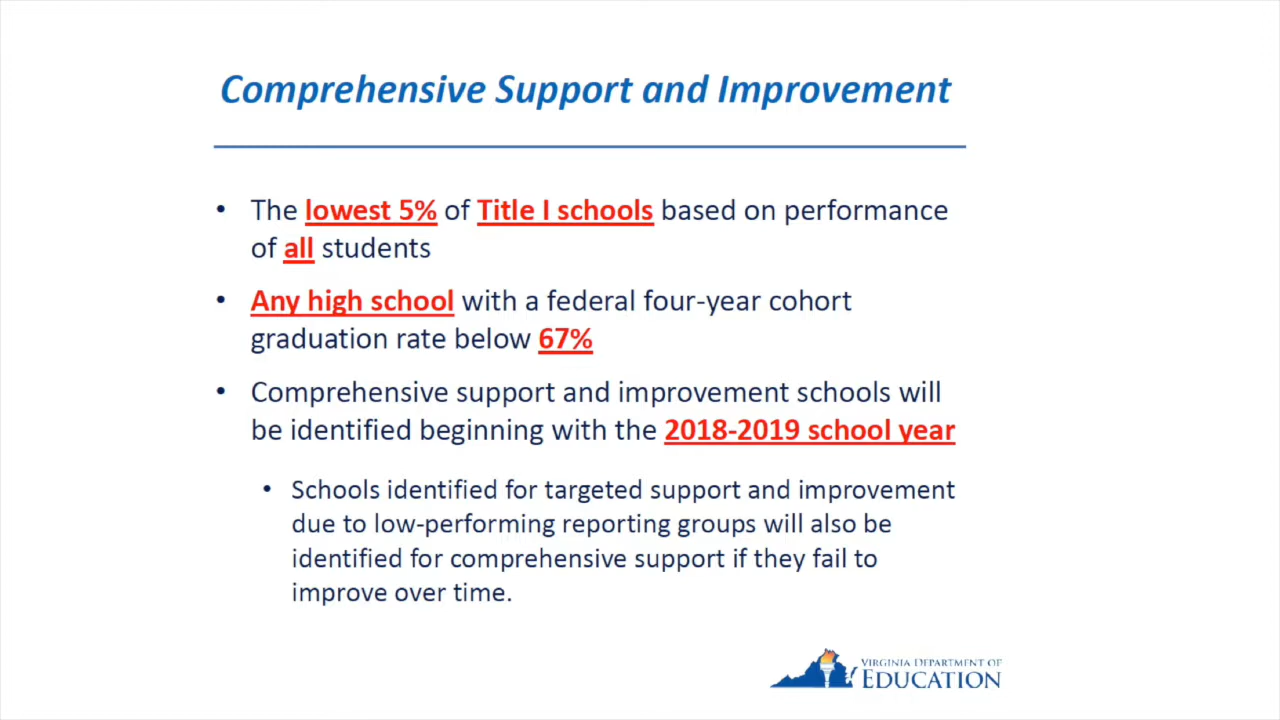 Comprehensive Support and Improvement
• The lowest 5% of Title I schools based on performance
of all students
• Any high school with a federal four-year cohort
graduation rate below 67%
• Comprehensive support and improvement schools will
be identified beginning with the 2018-2019 school year
• Schools identified for targeted support and improvement
due to low-performing reporting groups will also be
identified for comprehensive support if they fail to
improve over time.
VIRGINIA DEPARTMENT OF
EDUCATION